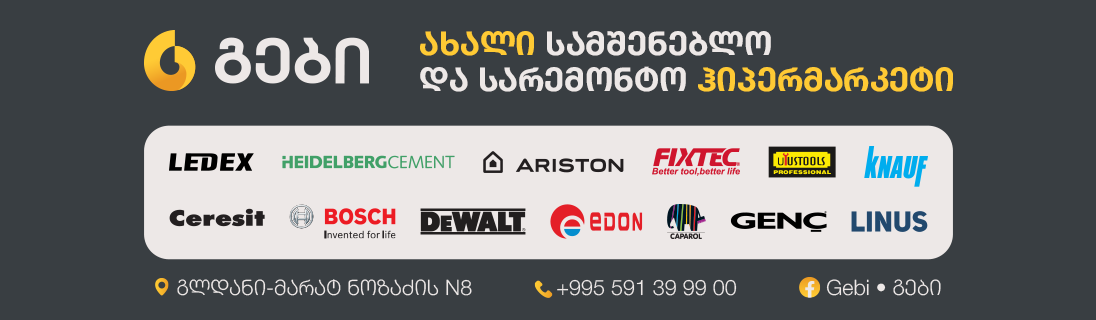 გები
ახალი სამშენებლო
და სარემონტო ჰიპერმარკეტი
LEDEX HEIDELBERGCEMENT ARISTON FIXTEC® UYUSTOOLS knauf
Better tool,better life PROFESSIONAL
Ceresit BOSCH DEWALT® EDON CAPAROL GENÇ LINUS
Invented for life
გლდანი-მარატ ნოზაძის N8 +995 591 39 99 00 Gebi • გები